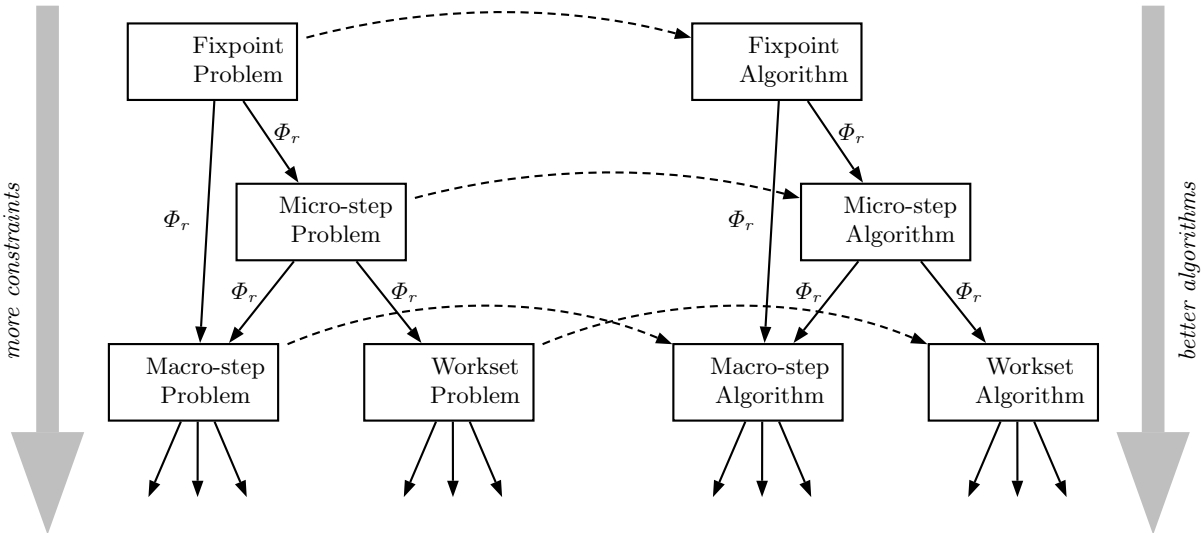 Fixpoint
Problem
Fixpoint
Algorithm
Φr
Φr
Micro-step
Problem
Micro-step
Algorithm
more constraints
better algorithms
Φr
Φr
Φr
Φr
Φr
Φr
Macro-step
Problem
Workset
Problem
Macro-step
Algorithm
Workset
Algorithm